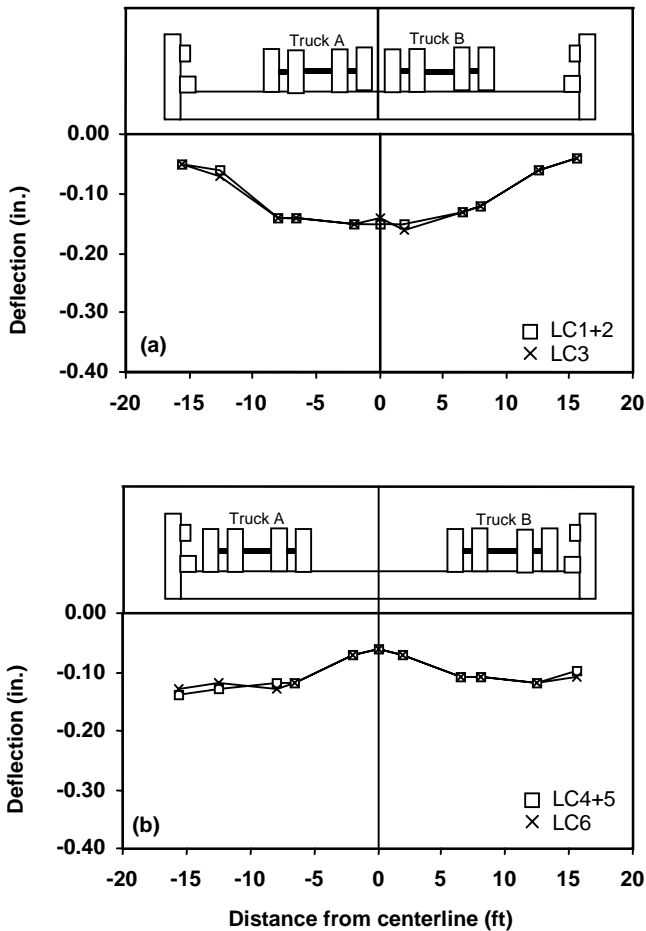 Truck A
Truck B
0.00
-0.10
-0.20
-0.30
-0.40
Deflection (in.)
(a)
LC1+2
LC3
-20 -15 -10 -5 0 5 10 15 20
Truck A
Truck B
0.00
-0.10
-0.20
-0.30
-0.40
Deflection (in.)
(b)
LC4+5
LC6
-20 -15 -10 -5 0 5 10 15 20
Distance from centerline (ft)